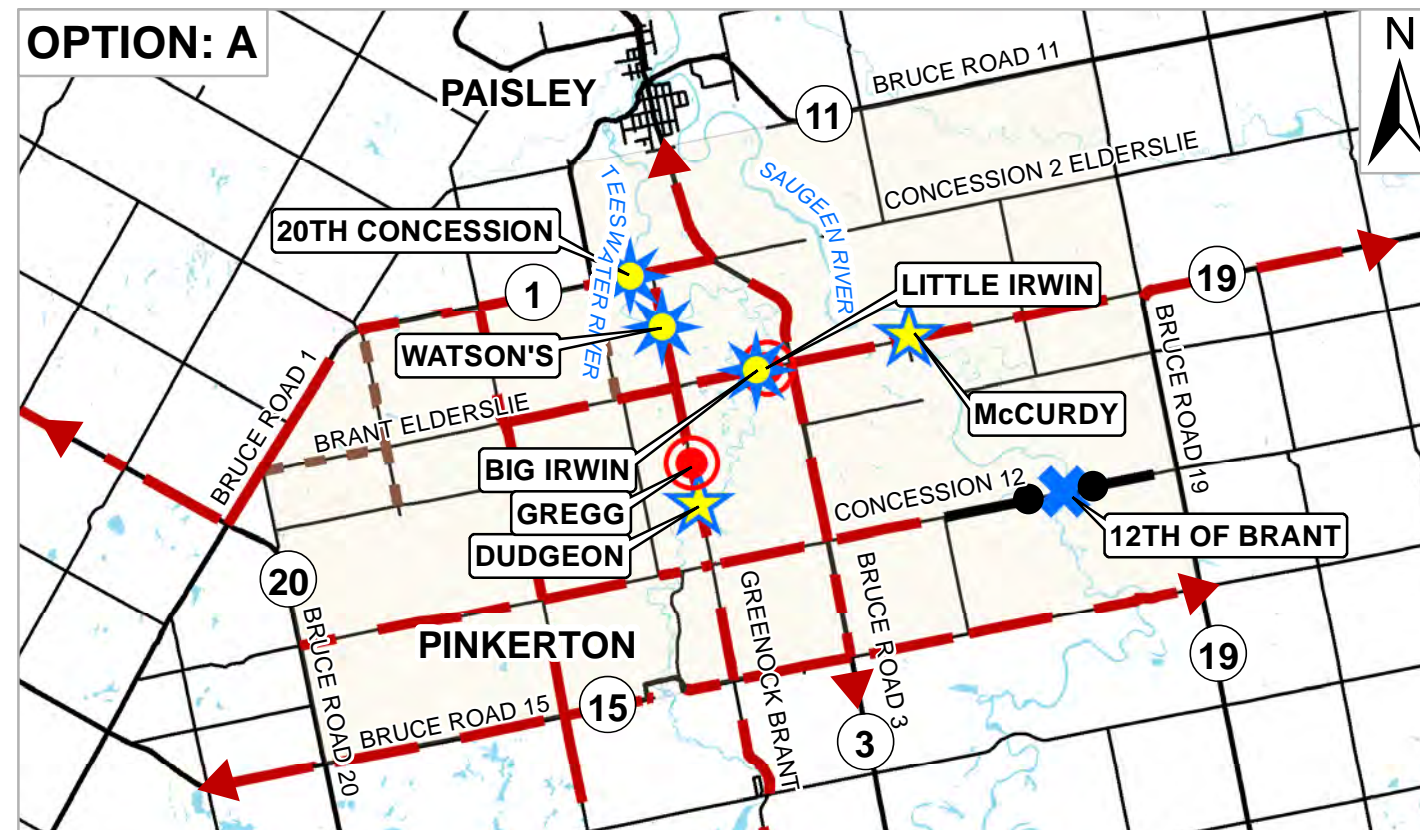 OPTION: A
N
PAISLEY
BRUCE ROAD 11
11
CONCESSION 2 ELDERSLIE
TEESWATER RIVER
SAUGEEN RIVER
20TH CONCESSION
1
LITTLE IRWIN
19
WATSON'S
BRUCE ROAD 1
BRANT ELDERSLIE
McCURDY
BRUCE ROAD 19
BIG IRWIN
GREGG
DUDGEON
CONCESSION 12
12TH OF BRANT
20
BRUCE ROAD 20
PINKERTON
GREENOCK BRANT
BRUCE ROAD 3
19
BRUCE ROAD 15
15
3